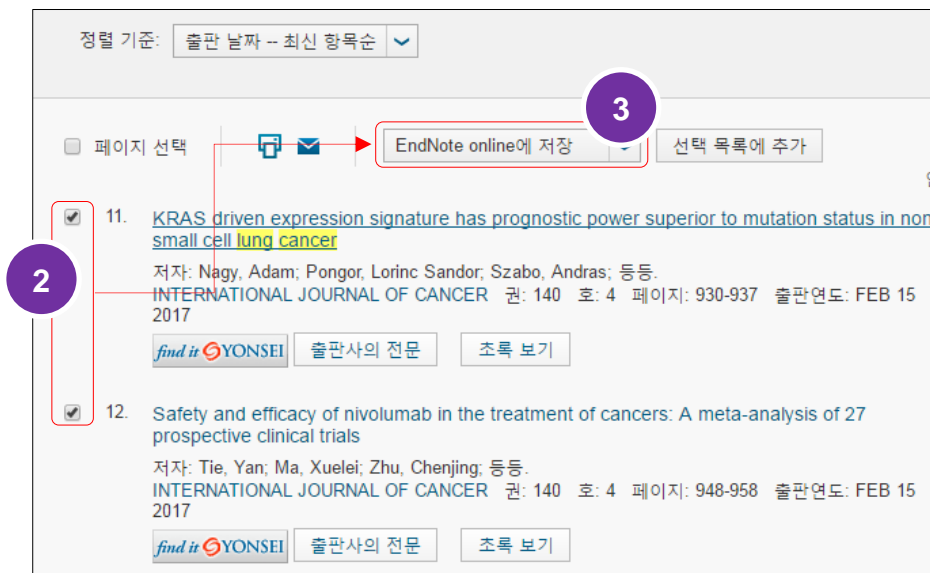 정렬 기준: 출판 날짜 -- 최신 항목순
3
페이지 선택 EndNote online에 저장 선택 목록에 추가
11. KRAS driven expression signature has prognostic power superior to mutation status in non
small cell lung cancer
2
저자: Nagy, Adam; Pongor, Lorinc Sandor; Szabo, Andras; 등등.
INTERNATIONAL JOURNAL OF CANCER 권: 140 호: 4 페이지: 930-937 출판연도: FEB 15
2017
find it YONSEI 출판사의 전문 초록 보기
12. Safety and efficacy of nivolumab in the treatment of cancers: A meta-analysis of 27
prospective clinical trials
저자: Tie, Yan; Ma, Xuelei; Zhu, Chenjing; 등등.
INTERNATIONAL JOURNAL OF CANCER 권: 140 호: 4 페이지: 948-958 출판연도: FEB 15
2017
find it YONSEI 출판사의 전문 초록 보기